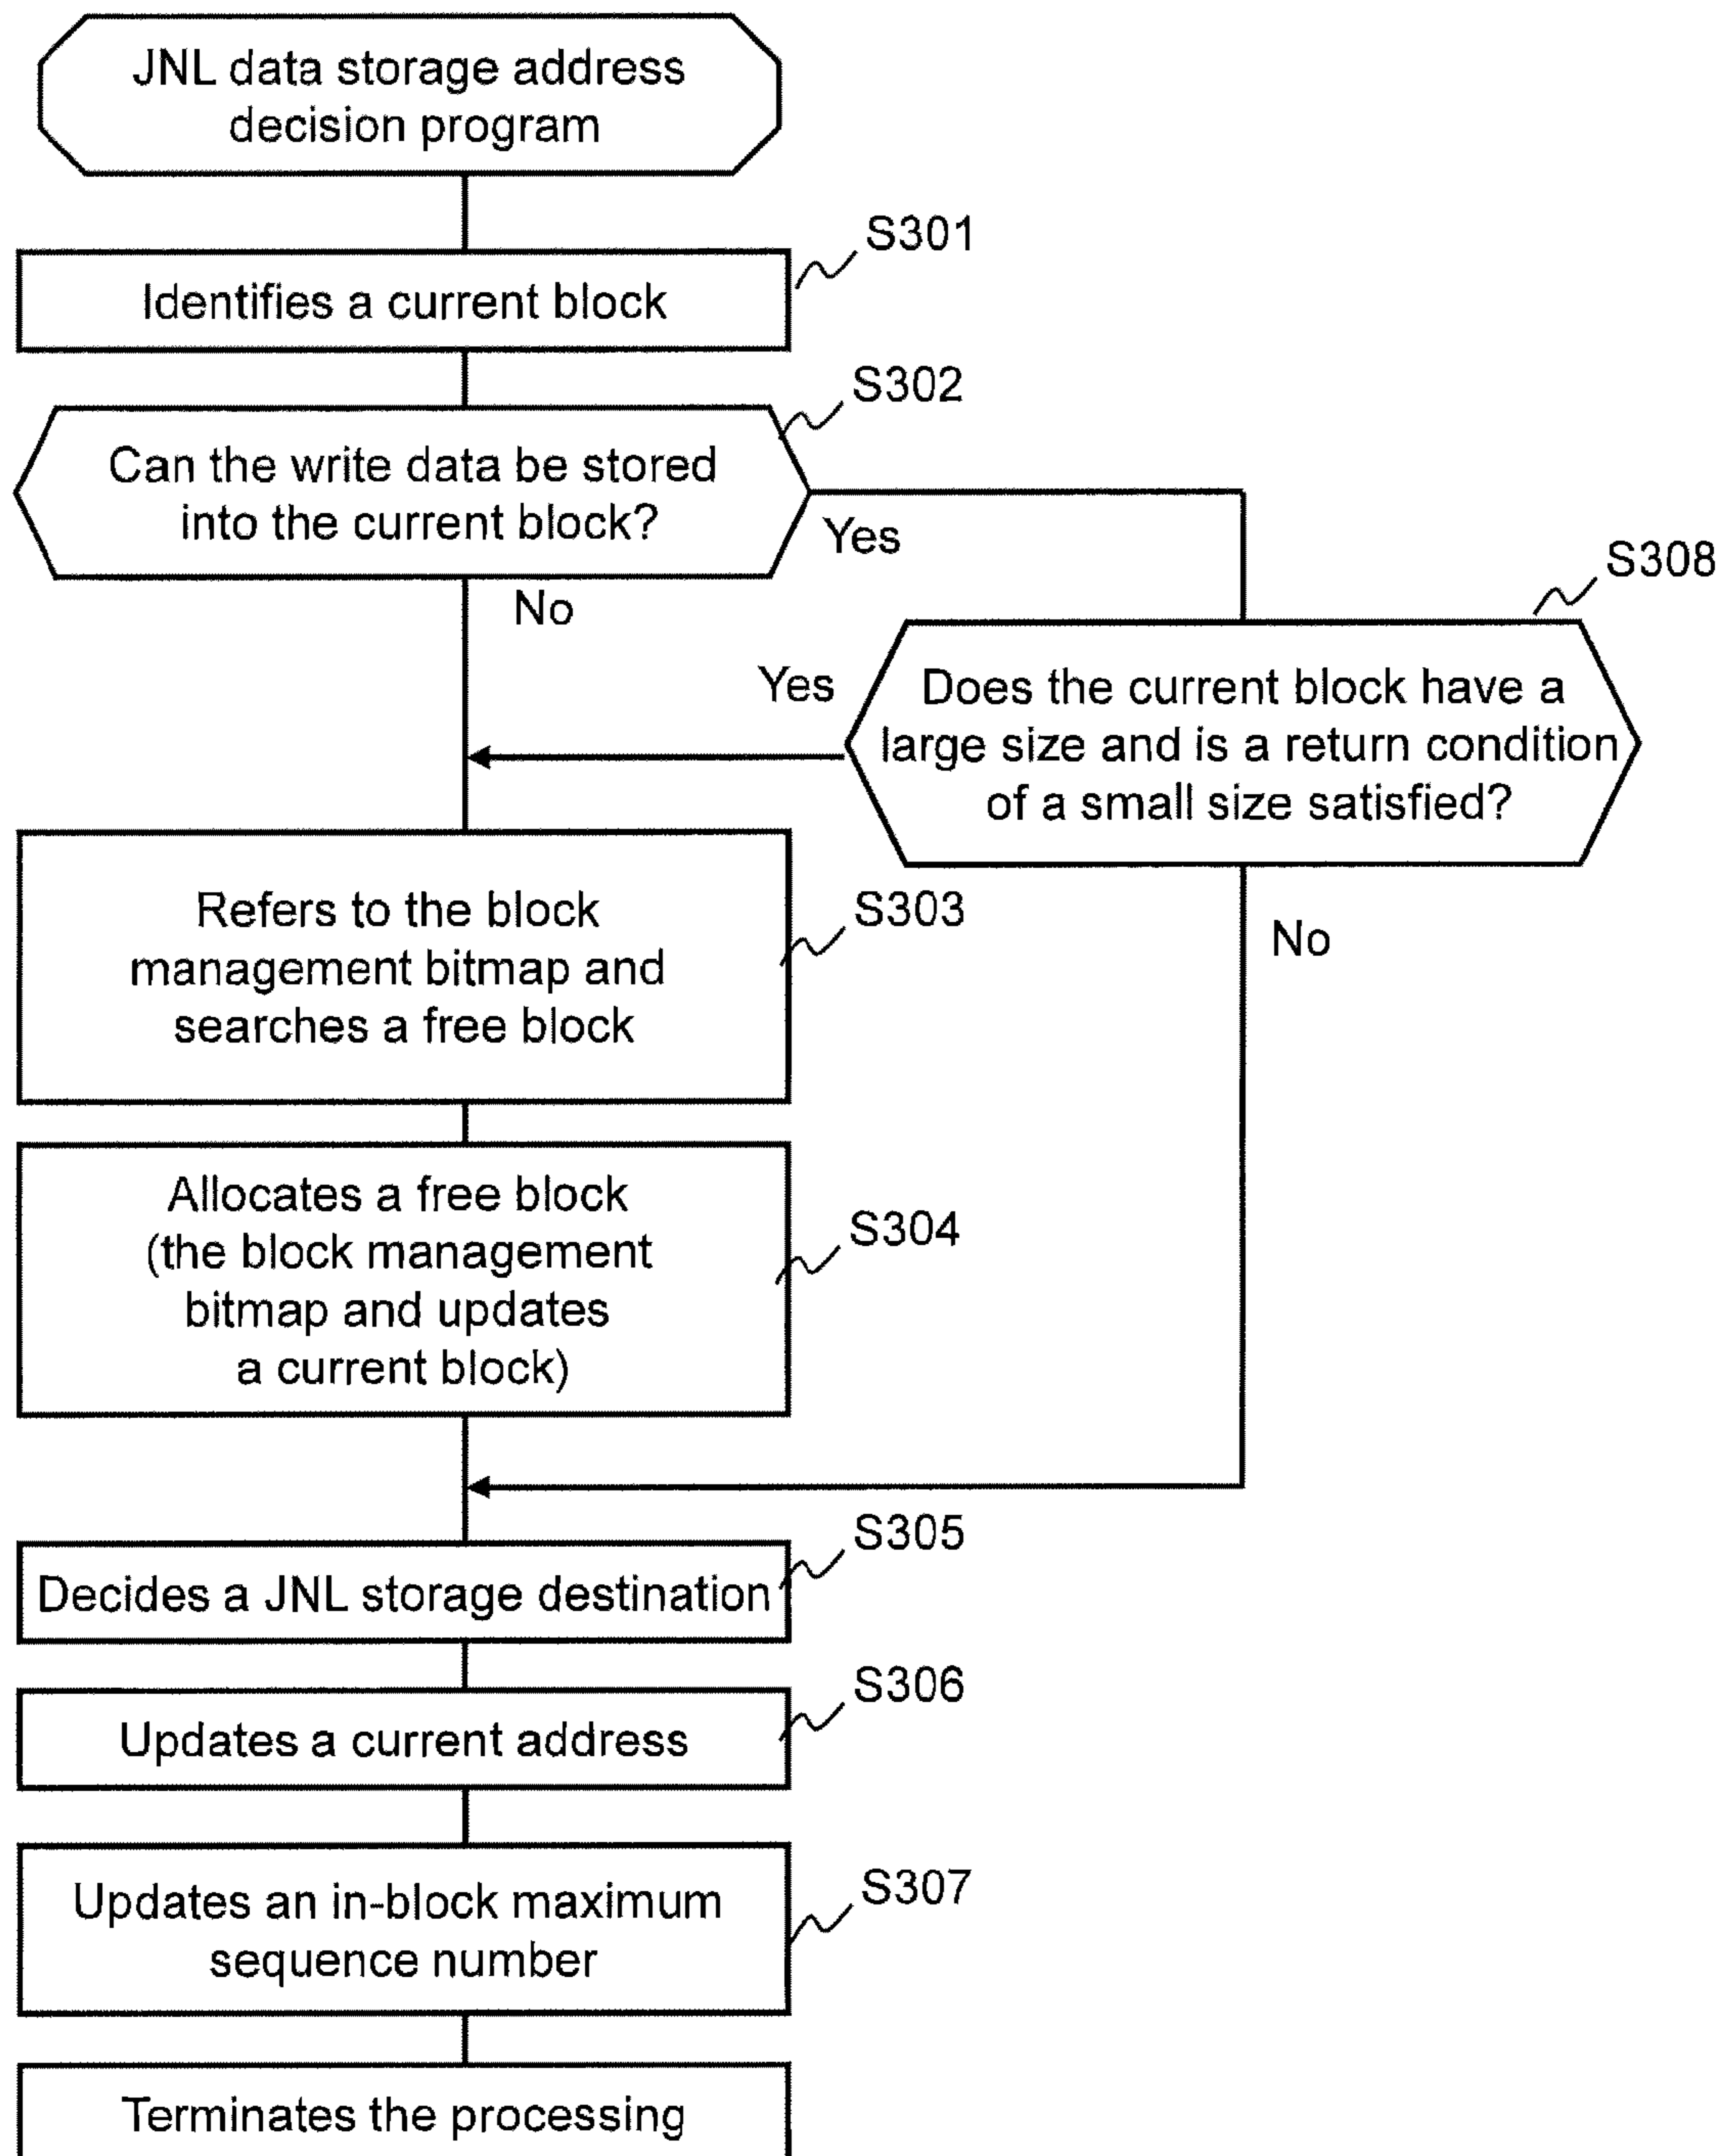 JNL data storage address
decision program
S301
Identifies a current block
S302
Can the write data be stored
into the current block?
Yes
No
S308
Yes
Does the current block have a
large size and is a return condition
of a small size satisfied?
No
Refers to the block
management bitmap and
searches a free block
S303
Allocates a free block
(the block management
bitmap and updates
a current block)
S304
S305
Decides a JNL storage destination
S306
Updates a current address
S307
Updates an in-block maximum
sequence number
Terminates the processing